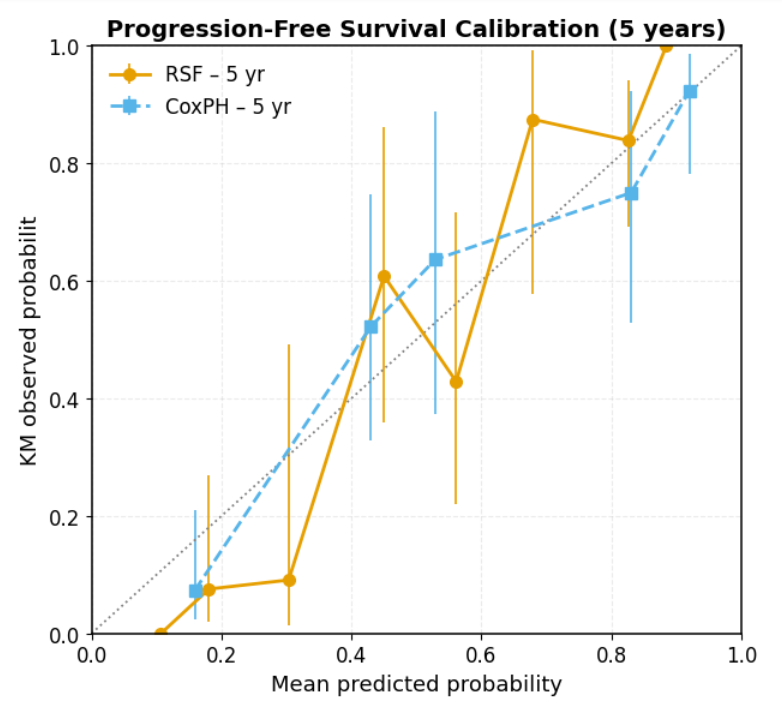 Progression-Free Survival Calibration (5 years)
RSF – 5 yr
CoxPH – 5 yr
KM observed probabilit
1.0
0.8
0.6
0.4
0.2
0.0
0.0 0.2 0.4 0.6 0.8 1.0
Mean predicted probability